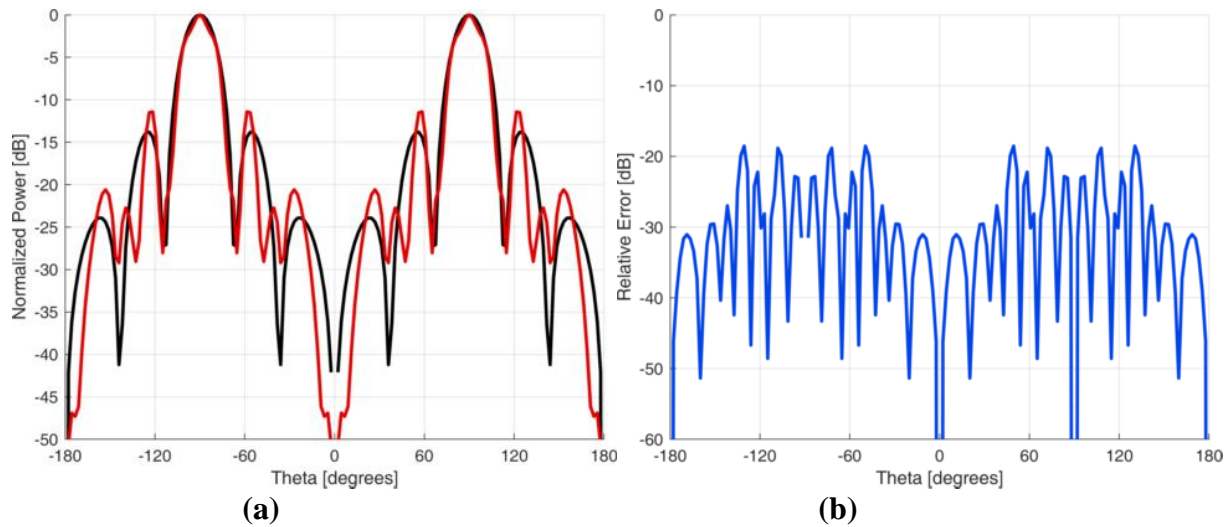 0
-5
-10
-15
-20
-25
-30
-35
-40
-45
-50
Normalized Power [dB]
-180 -120 -60 0 60 120 180
Theta [degrees]
(a)
0
-10
-20
-30
-40
-50
-60
Relative Error [dB]
-180 -120 -60 0 60 120 180
Theta [degrees]
(b)